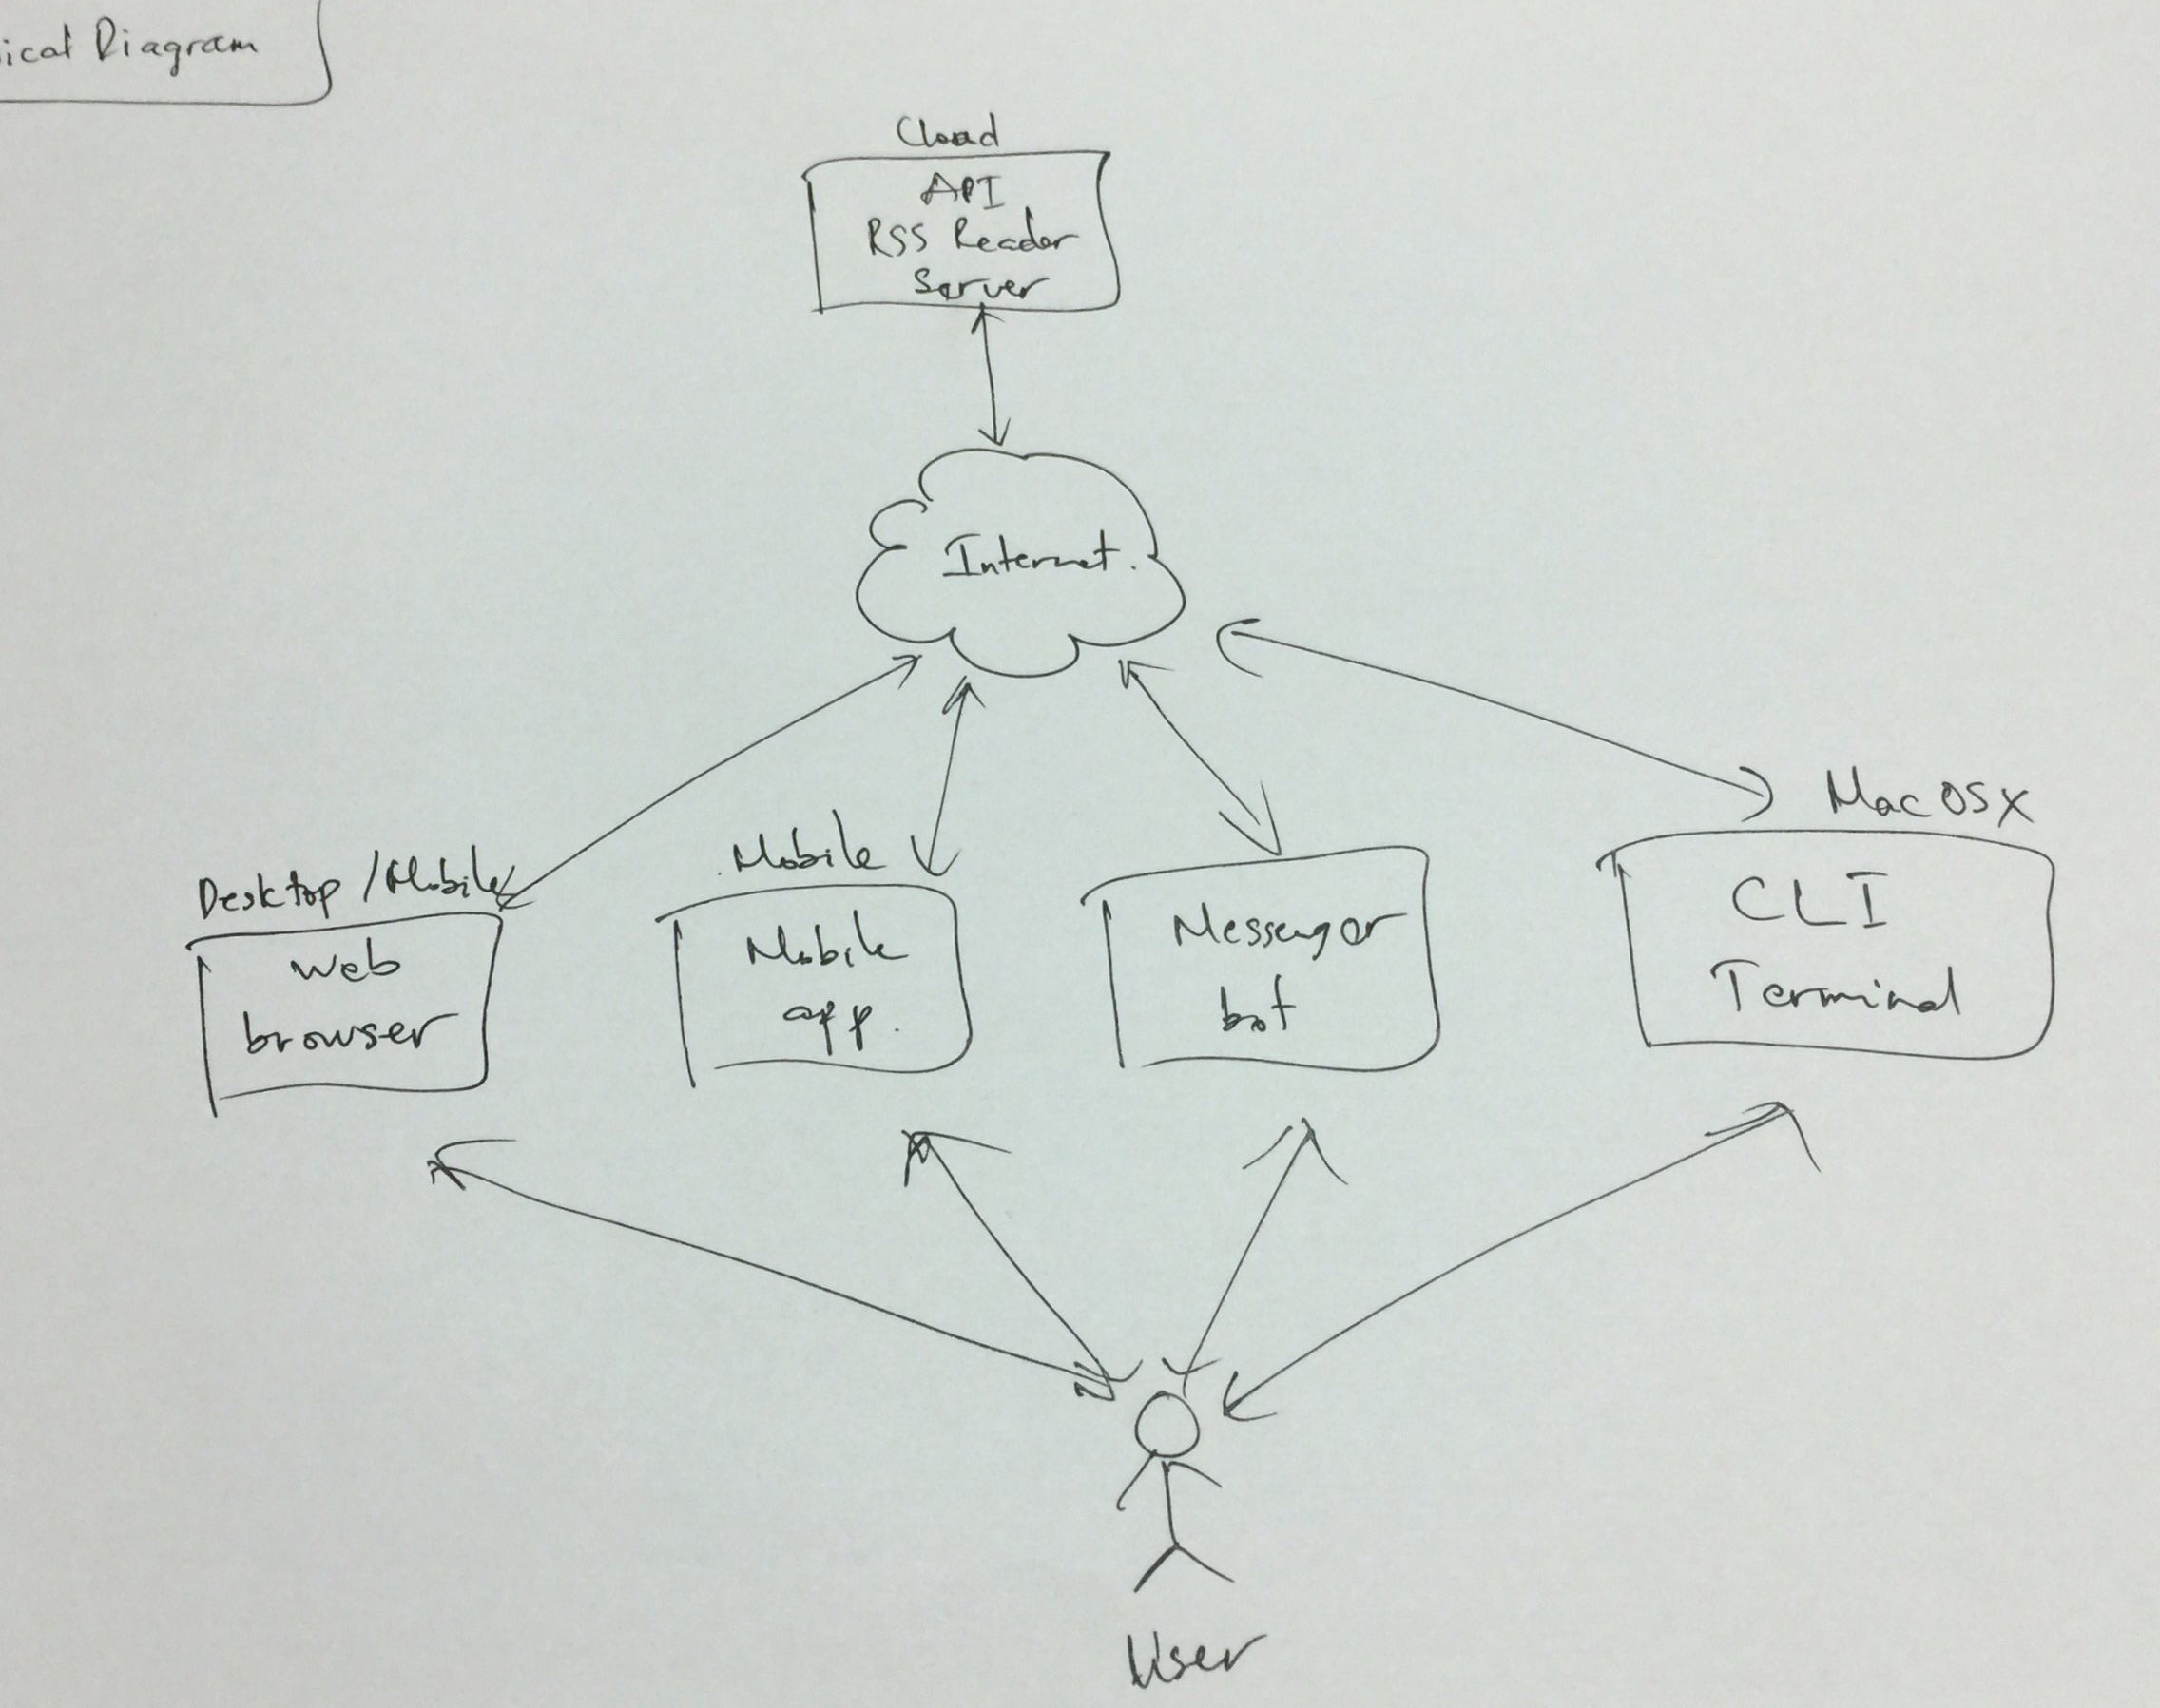 ical Diagram
Cloud
API
RSS Reader
Server
Internet.
Desktop / Mobile
Web
browser
Mobile
Mobile
app.
Messenger
bot
Mac OSX
CLI
Terminal
User